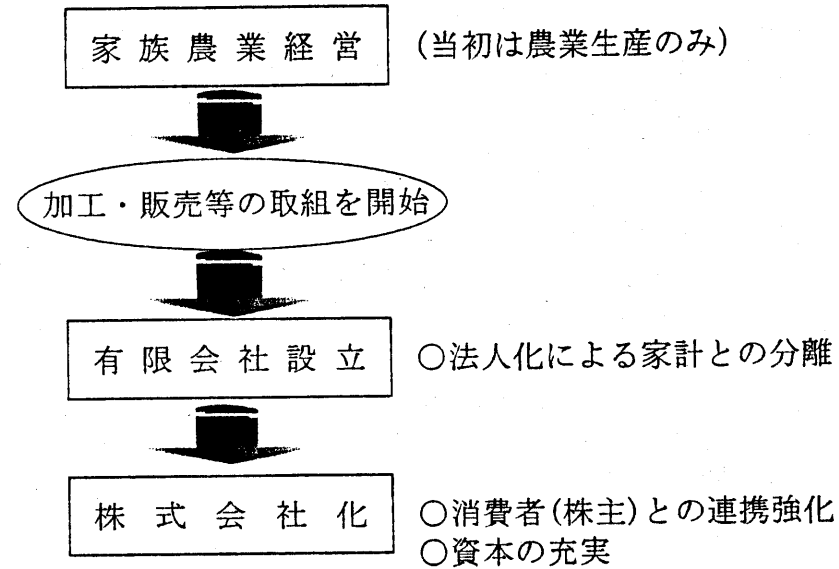 家族農業経営 (当初は農業生産のみ)
加工・販売等の取組を開始
有限会社設立 ○法人化による家計との分離
株式会社化 ○消費者(株主)との連携強化
○資本の充実